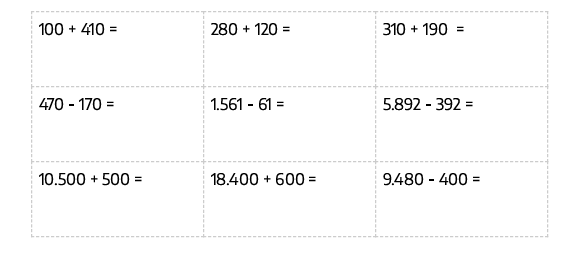 100 + 410 =
280 + 120 =
310 + 190 =
470 - 170 =
1.561 - 61 =
5.892 - 392 =
10.500 + 500 =
18.400 + 600 =
9.480 - 400 =